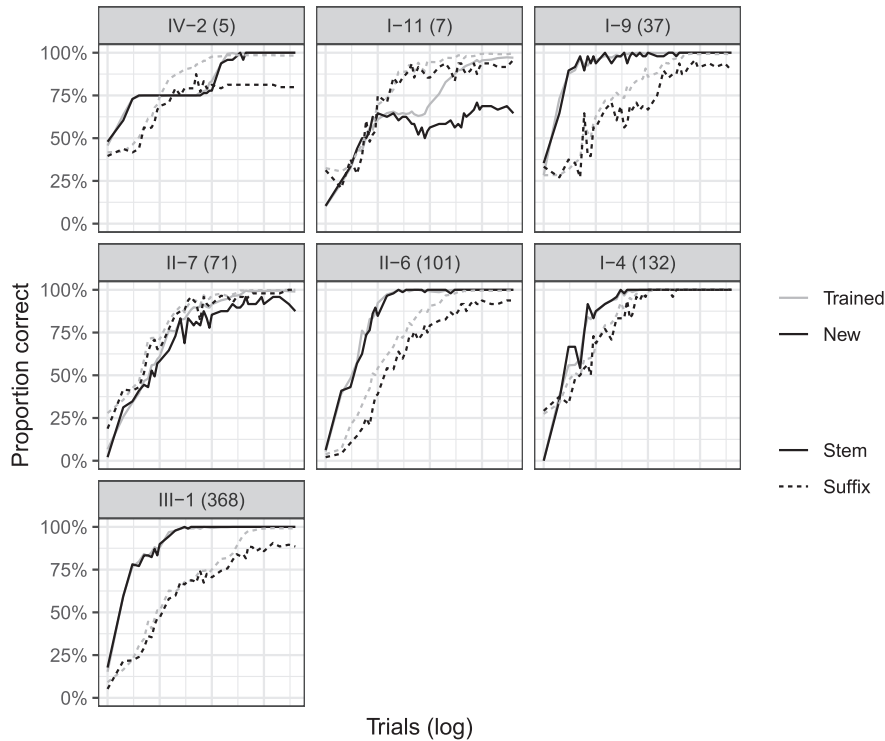 IV−2 (5) I−11 (7) I−9 (37)
100%
75%
50%
25%
0%
II−7 (71) II−6 (101) I−4 (132)
100%
75%
50%
25%
0%
III−1 (368)
100%
75%
50%
25%
0%
Proportion correct
Trials (log)
Trained
New
Stem
Suffix